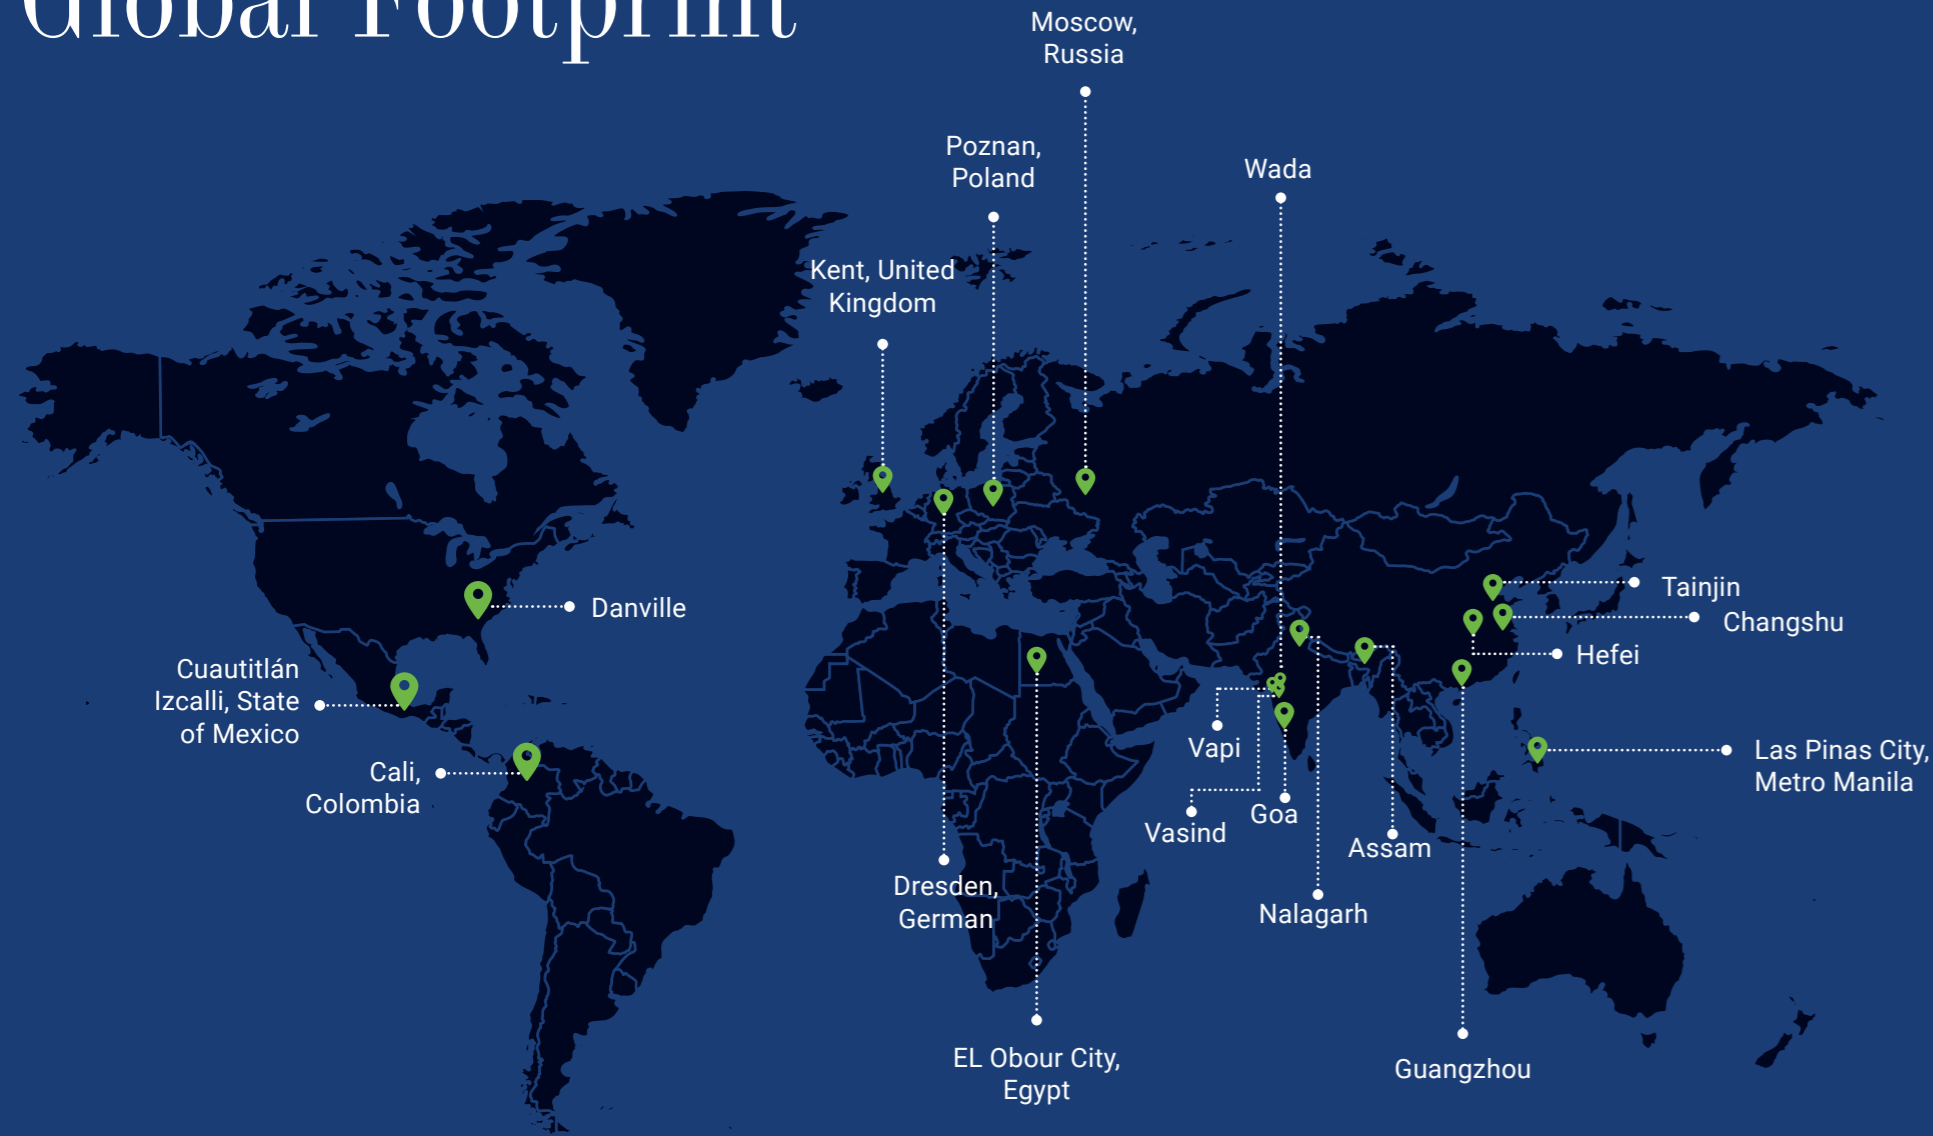 Global Footprint
Moscow,
Russia
Poznan,
Poland
Wada
Kent, United
Kingdom
Tainjin
Danville
Changshu
Hefei
Cuautitlán
Izcalli, State
of Mexico
Vapi
Las Pinas City,
Metro Manila
Cali,
Colombia
Vasind
Goa
Assam
Dresden,
German
Nalagarh
EL Obour City,
Egypt
Guangzhou